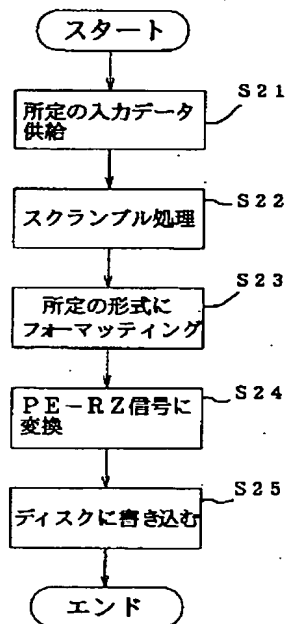 スタート
S21
所定の入力データ
供給
S22
スクランブル処理
S23
所定の形式に
フォーマッティング
S24
PE－RZ信号に
変換
S25
ディスクに書き込む
エンド